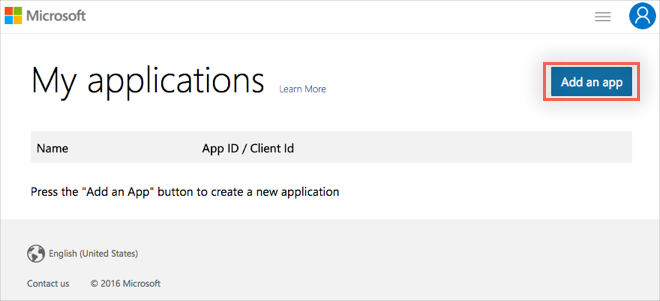 Microsoft
My applications Learn More Add an app
Name App ID / Client Id
Press the "Add an App" button to create a new application
English (United States)
Contact us © 2016 Microsoft